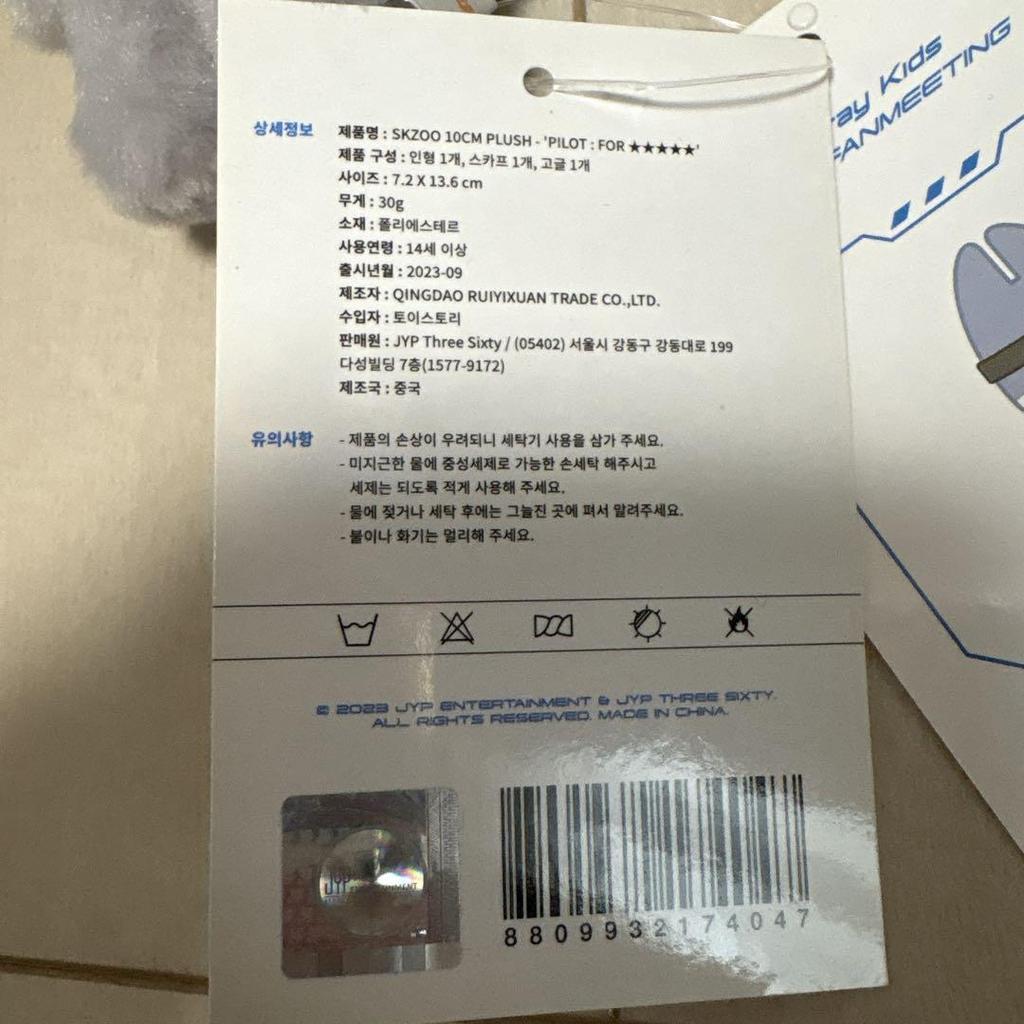 상세정보
제품명 : SKZOO 10CM PLUSH - 'PILOT : FOR ★★★★★'
제품 구성 : 인형 1개, 스카프 1개, 고글 1개
사이즈 : 7.2 X 13.6 cm
무게 : 30g
소재 : 폴리에스테르
사용연령 : 14세 이상
출시년월 : 2023-09
제조자 : QINGDAO RUIYIXUAN TRADE CO.,LTD.
수입자 : 토이스토리
판매원 : JYP Three Sixty / (05402) 서울시 강동구 강동대로 199
다성빌딩 7층(1577-9172)
제조국 : 중국
유의사항
- 제품의 손상이 우려되니 세탁기 사용을 삼가 주세요.
- 미지근한 물에 중성세제로 가능한 손세탁 해주시고
세제는 되도록 적게 사용해 주세요.
- 물에 젖거나 세탁 후에는 그늘진 곳에 펴서 말려주세요.
- 불이나 화기는 멀리해 주세요.
© 2023 JYP ENTERTAINMENT & JYP THREE SIXTY.
ALL RIGHTS RESERVED. MADE IN CHINA.
JYP
8809932174047
ray Kids
FANMEETING